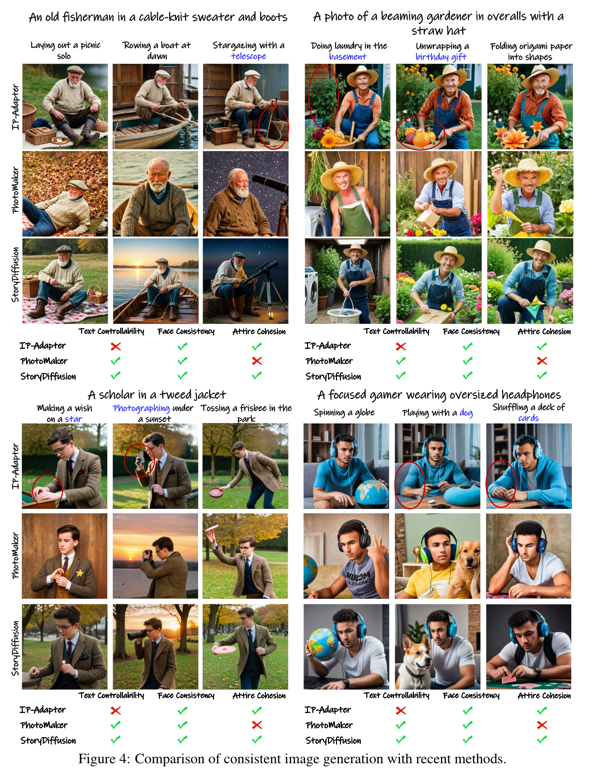 An old fisherman in a cable-knit sweater and boots
Laying out a picnic solo
Rowing a boat at dawn
Stargazing with a telescope
IP-Adapter
PhotoMaker
StoryDiffusion
Text Controllability Face Consistency Attire Cohesion
IP-Adapter
PhotoMaker
StoryDiffusion
A photo of a beaming gardener in overalls with a
straw hat
Doing laundry in the basement
Unwrapping a birthday gift
Folding origami paper into shapes
Text Controllability Face Consistency Attire Cohesion
IP-Adapter
PhotoMaker
StoryDiffusion
A scholar in a tweed jacket
Making a wish on a star
Photographing under a sunset
Tossing a frisbee in the park
IP-Adapter
PhotoMaker
StoryDiffusion
Text Controllability Face Consistency Attire Cohesion
IP-Adapter
PhotoMaker
StoryDiffusion
A focused gamer wearing oversized headphones
Spinning a globe
Playing with a dog
Shuffling a deck of cards
Text Controllability Face Consistency Attire Cohesion
IP-Adapter
PhotoMaker
StoryDiffusion
Figure 4: Comparison of consistent image generation with recent methods.